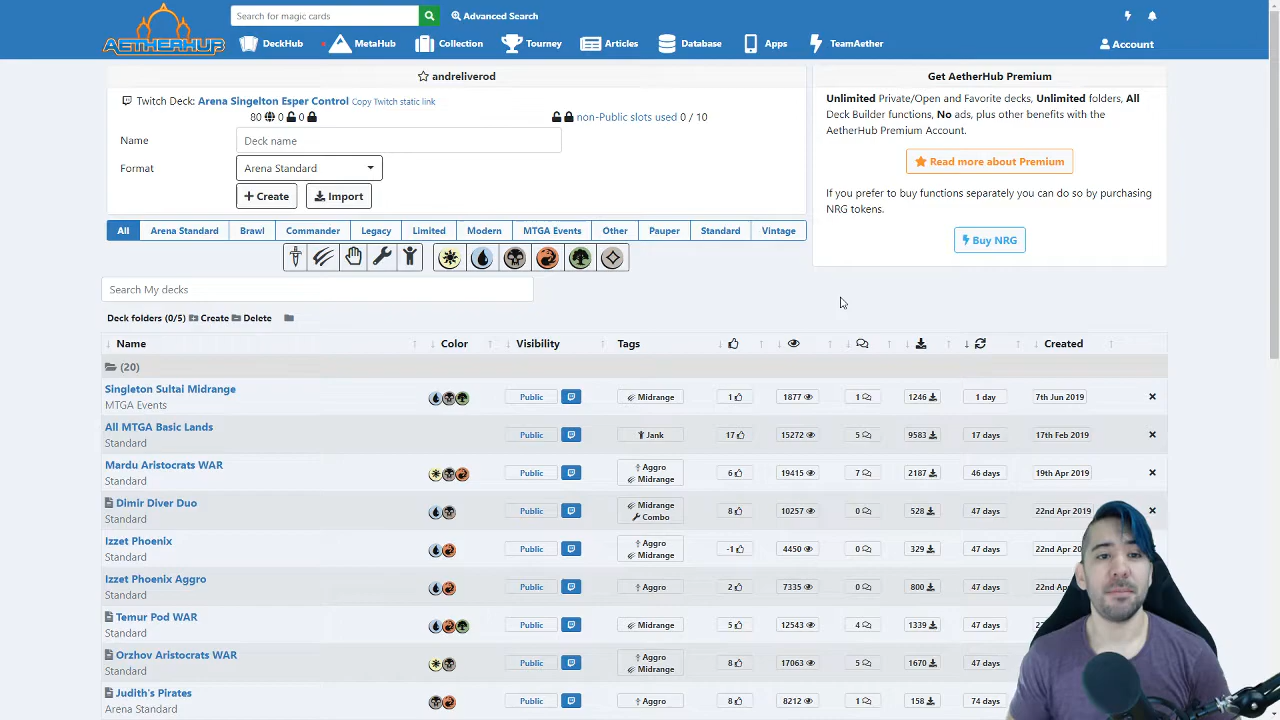 AETHERHUB
Search for magic cards
Advanced Search
DeckHub
MetaHub
Collection
Tourney
Articles
Database
Apps
TeamAether
Account
andreliverod
Twitch Deck: Arena Singelton Esper Control Copy Twitch static link
80 0 0
non-Public slots used 0 / 10
Name
Deck name
Format
Arena Standard
Create
Import
Get AetherHub Premium
Unlimited Private/Open and Favorite decks, Unlimited folders, All
Deck Builder functions, No ads, plus other benefits with the
AetherHub Premium Account.
Read more about Premium
If you prefer to buy functions separately you can do so by purchasing
NRG tokens.
Buy NRG
All
Arena Standard
Brawl
Commander
Legacy
Limited
Modern
MTGA Events
Other
Pauper
Standard
Vintage
Search My decks
Deck folders (0/5) Create Delete
Name Color Visibility Tags Created
(20)
Singleton Sultai Midrange
MTGA Events
Public Midrange 1 1877 1 1246 1 day 7th Jun 2019
All MTGA Basic Lands
Standard
Public Jank 17 15272 5 9583 17 days 17th Feb 2019
Mardu Aristocrats WAR
Standard
Public Aggro Midrange 6 19415 7 2187 46 days 19th Apr 2019
Dimir Diver Duo
Standard
Public Midrange Combo 8 10257 0 528 47 days 22nd Apr 2019
Izzet Phoenix
Standard
Public Aggro Midrange -1 4450 0 329 47 days 22nd Apr 20
Izzet Phoenix Aggro
Standard
Public Aggro 2 7335 0 800 47 days 22nd Apr
Temur Pod WAR
Standard
Public Midrange 5 12543 4 1339 47 days
Orzhov Aristocrats WAR
Standard
Public Aggro Midrange 8 17063 5 1670 47 days
Judith's Pirates
Arena Standard
Public Aggro 8 8212 1 158 74 days